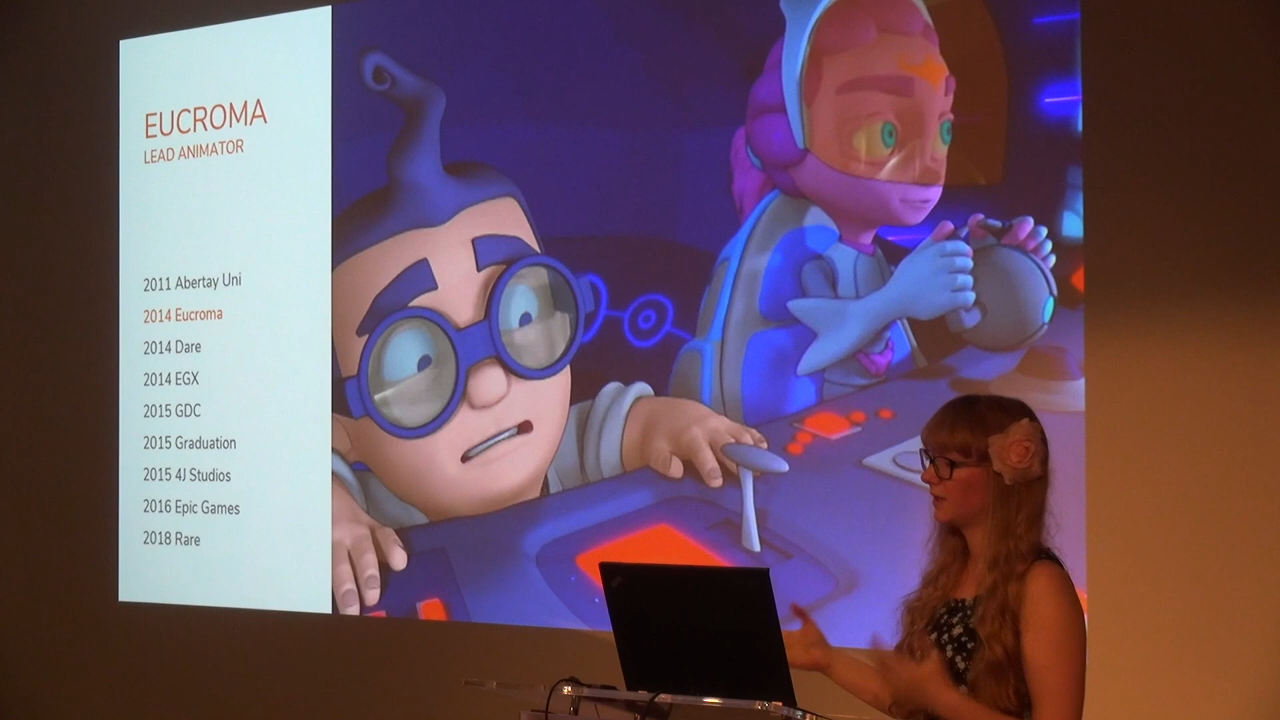 EUCROMA
LEAD ANIMATOR
2011 Abertay Uni
2014 Eucroma
2014 Dare
2014 EGX
2015 GDC
2015 Graduation
2015 4J Studios
2016 Epic Games
2018 Rare